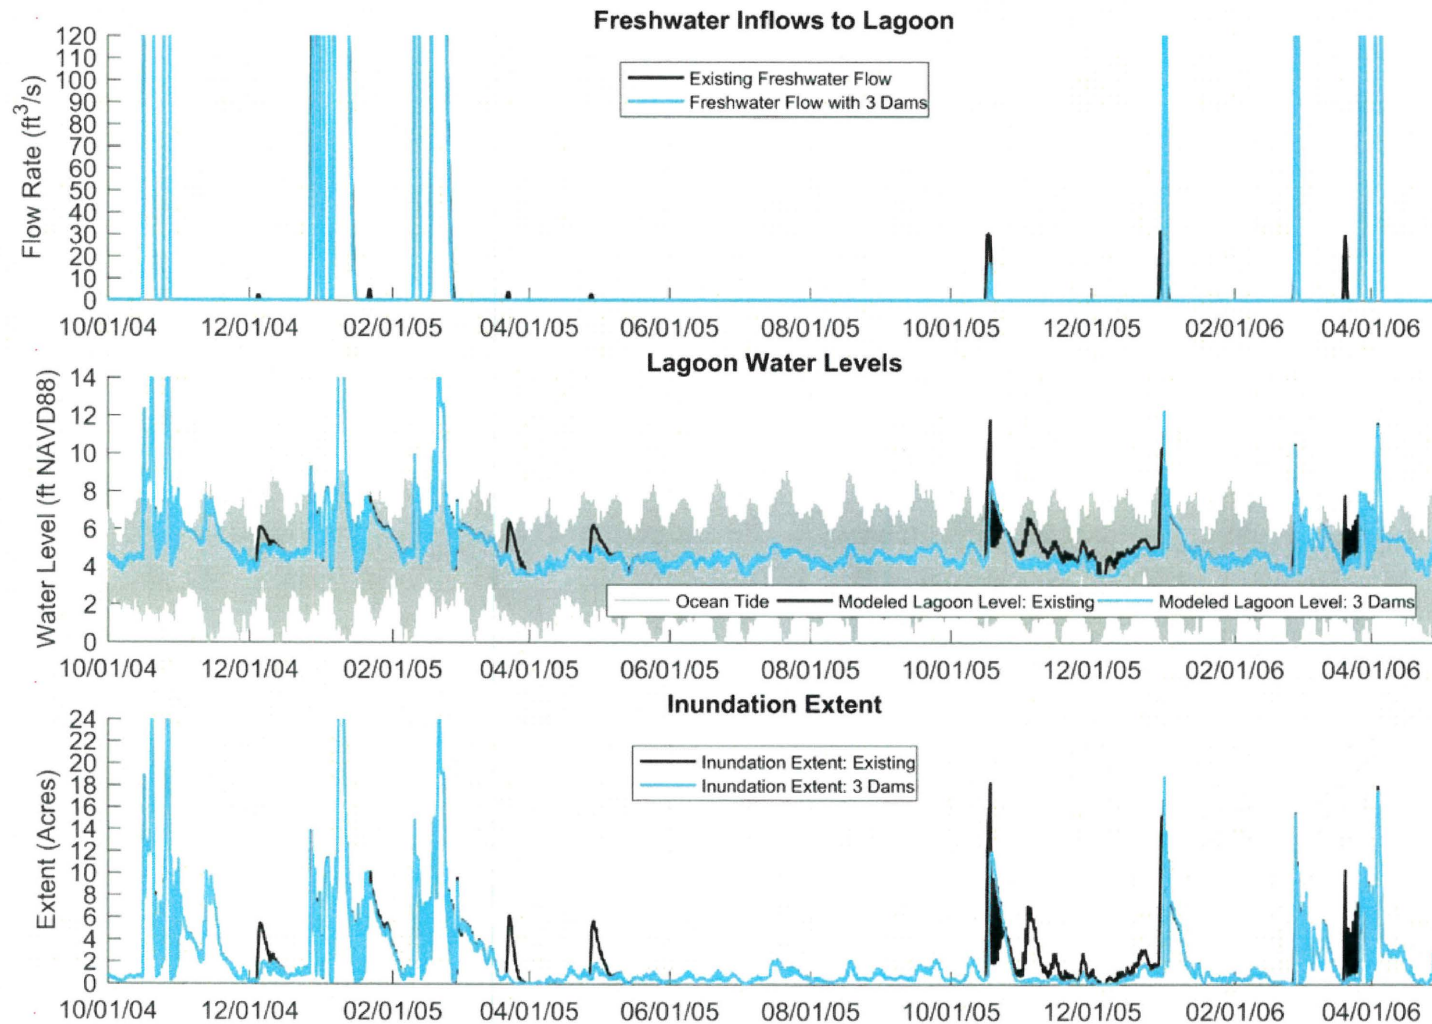 Freshwater Inflows to Lagoon
120
110
100
90
80
70
60
50
40
30
20
10
0
Flow Rate (ft³/s)
Existing Freshwater Flow
Freshwater Flow with 3 Dams
10/01/04 12/01/04 02/01/05 04/01/05 06/01/05 08/01/05 10/01/05 12/01/05 02/01/06 04/01/06
Lagoon Water Levels
14
12
10
8
6
4
2
0
Water Level (ft NAVD88)
Ocean Tide Modeled Lagoon Level: Existing Modeled Lagoon Level: 3 Dams
10/01/04 12/01/04 02/01/05 04/01/05 06/01/05 08/01/05 10/01/05 12/01/05 02/01/06 04/01/06
Inundation Extent
24
22
20
18
16
14
12
10
8
6
4
2
0
Extent (Acres)
Inundation Extent: Existing
Inundation Extent: 3 Dams
10/01/04 12/01/04 02/01/05 04/01/05 06/01/05 08/01/05 10/01/05 12/01/05 02/01/06 04/01/06